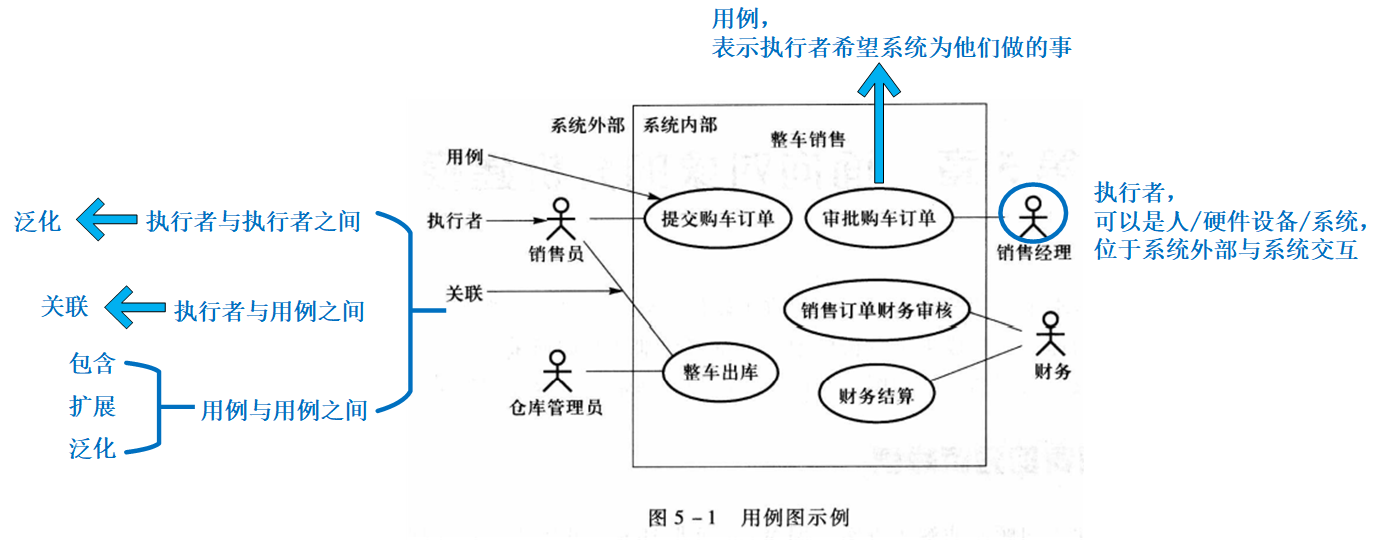 用例，
表示执行者希望系统为他们做的事
系统外部
系统内部
整车销售
用例
提交购车订单
审批购车订单
执行者
销售员
销售经理
执行者，
可以是人/硬件设备/系统，
位于系统外部与系统交互
泛化
执行者与执行者之间
关联
执行者与用例之间
关联
销售订单财务审核
包含
扩展
泛化
用例与用例之间
整车出库
仓库管理员
财务结算
财务
图 5-1 用例图示例